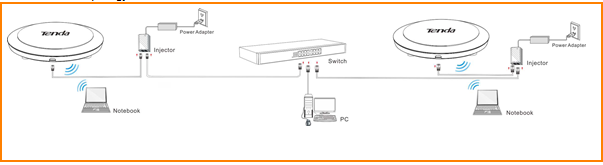 Tenda
Power Adapter
Injector
Notebook
Switch
PC
Tenda
Power Adapter
Injector
Notebook